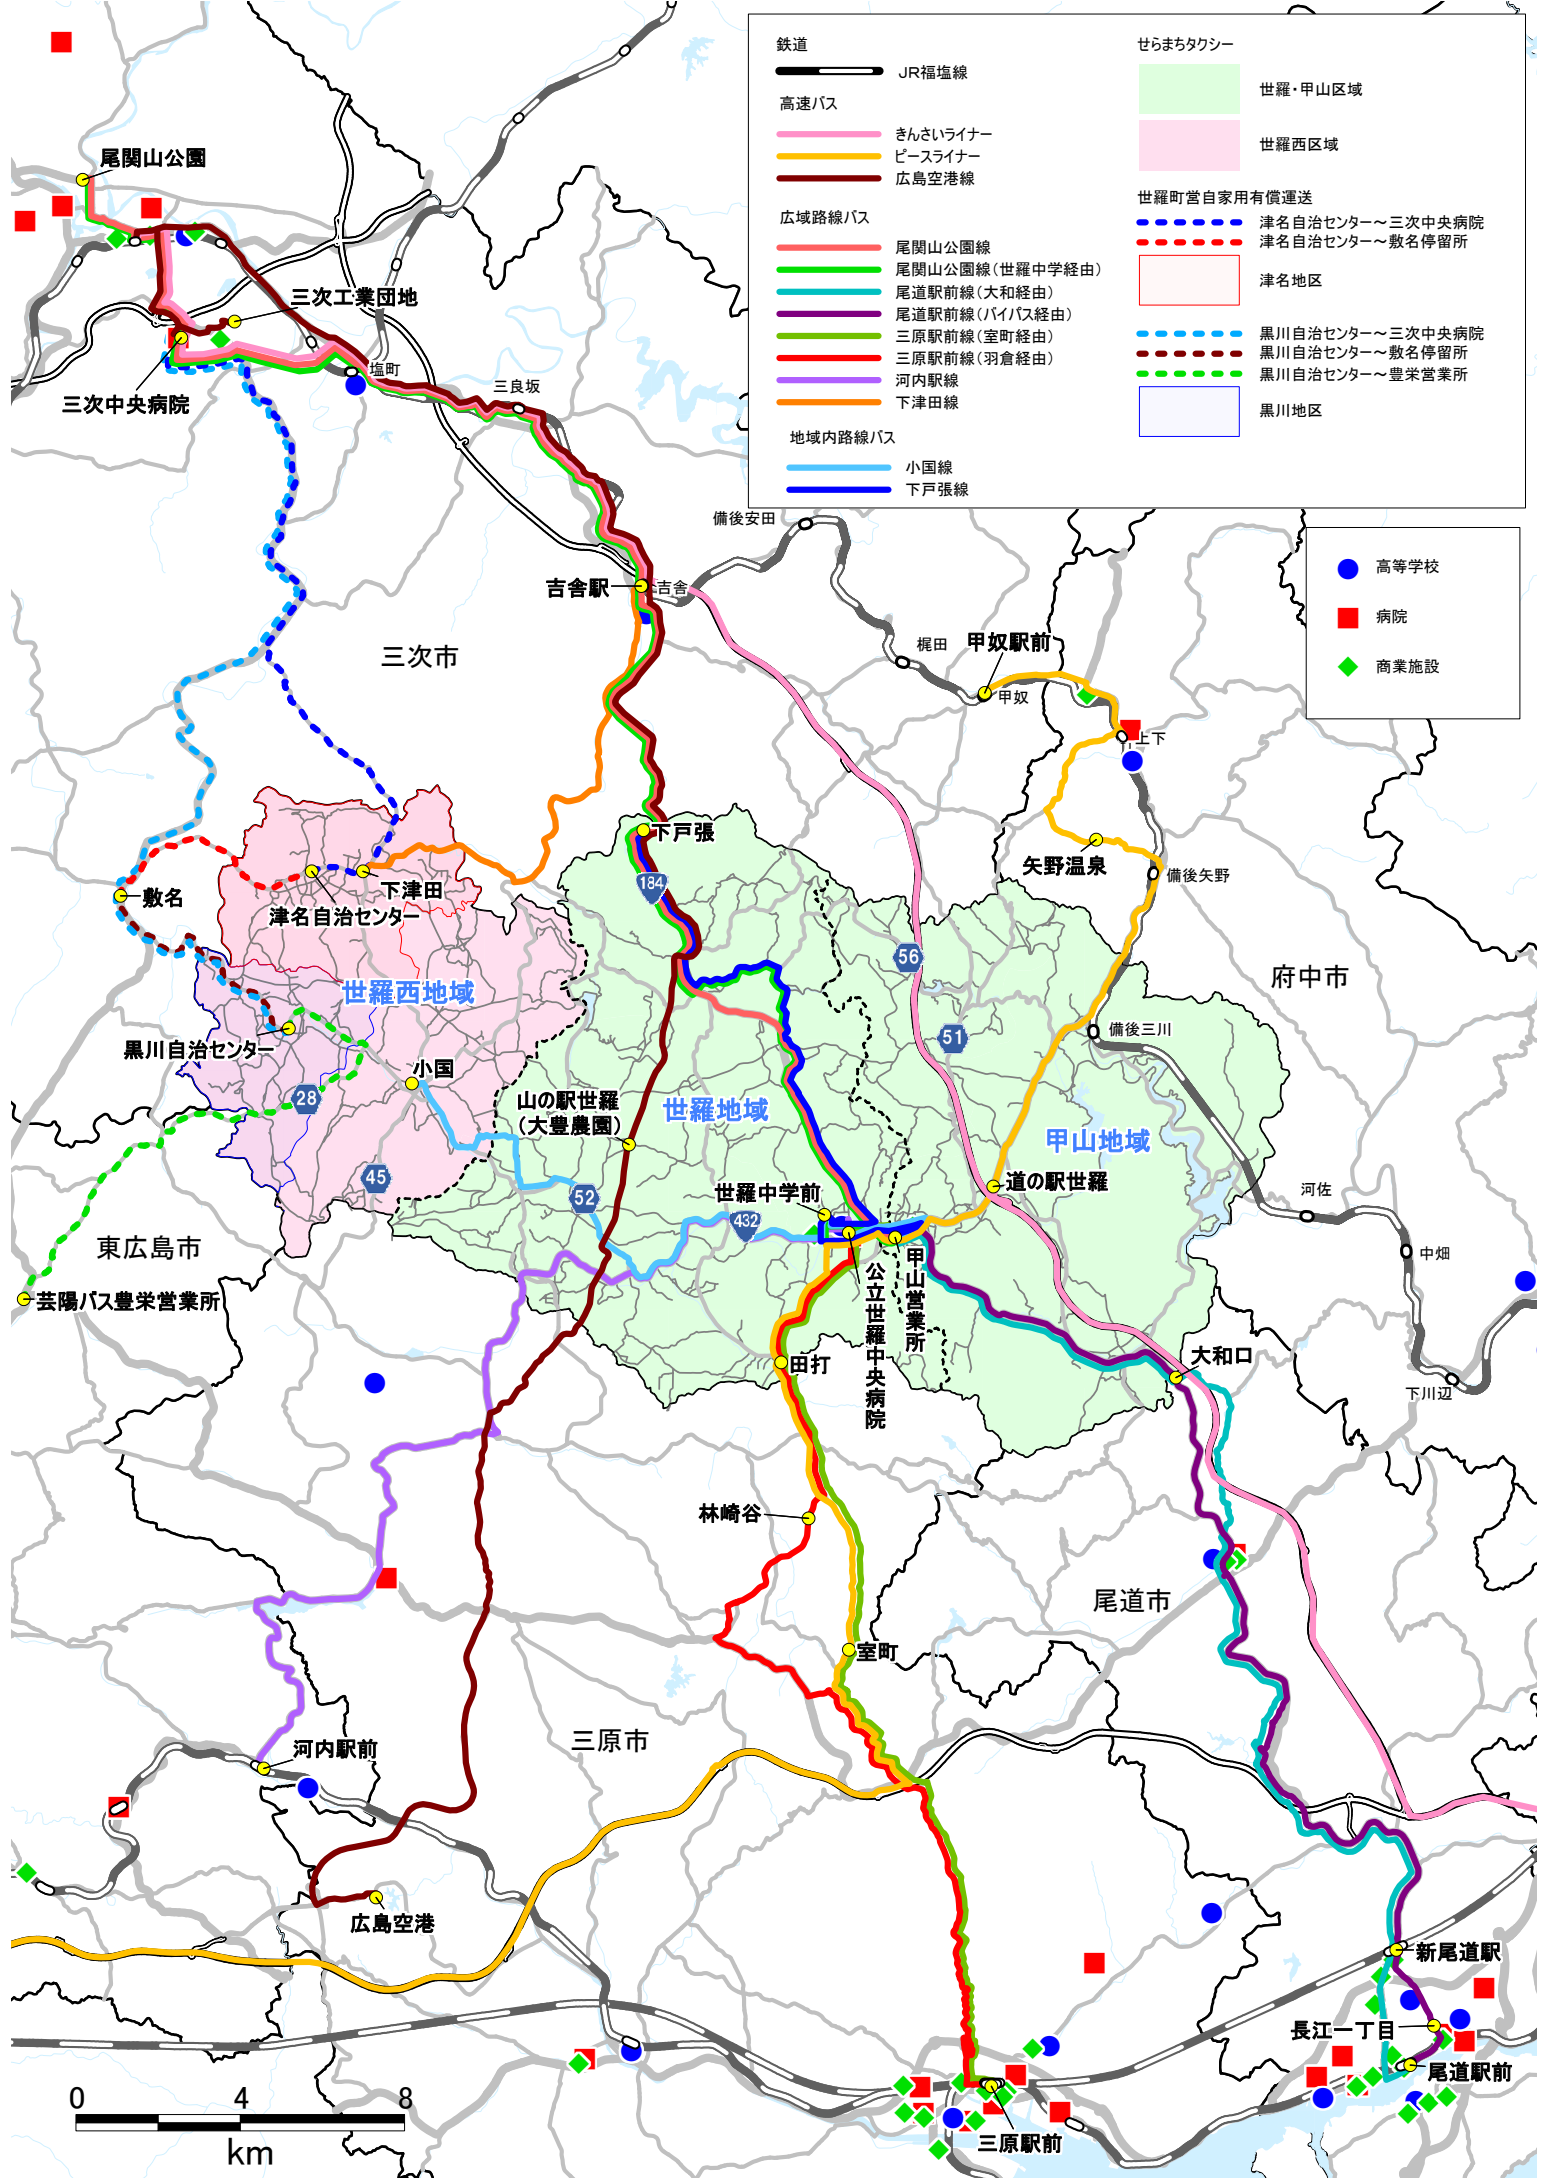 鉄道
JR福塩線
高速バス
きんさいライナー
ピースライナー
広島空港線
広域路線バス
尾関山公園線
尾関山公園線(世羅中学経由)
尾道駅前線(大和経由)
尾道駅前線(バイパス経由)
三原駅前線(室町経由)
三原駅前線(羽倉経由)
河内駅線
下津田線
地域内路線バス
小国線
下戸張線
せらまちタクシー
世羅・甲山区域
世羅西区域
世羅町営自家用有償運送
津名自治センター~三次中央病院
津名自治センター~敷名停留所
津名地区
黒川自治センター~三次中央病院
黒川自治センター~敷名停留所
黒川自治センター~豊栄営業所
黒川地区
高等学校
病院
商業施設
尾関山公園
三次工業団地
塩町
三良坂
三次中央病院
備後安田
吉舎駅
吉舎
三次市
梶田
甲奴駅前
甲奴
上下
下戸張
矢野温泉
備後矢野
184
下津田
敷名
津名自治センター
56
府中市
世羅西地域
51
備後三川
黒川自治センター
小国
28
山の駅世羅
(大豊農園)
世羅地域
甲山地域
45
52
世羅中学前
道の駅世羅
河佐
432
東広島市
中畑
芸陽バス豊栄営業所
公立世羅中央病院
甲山営業所
田打
大和口
下川辺
林崎谷
尾道市
室町
三原市
河内駅前
広島空港
新尾道駅
長江一丁目
尾道駅前
三原駅前
0 4 8
km